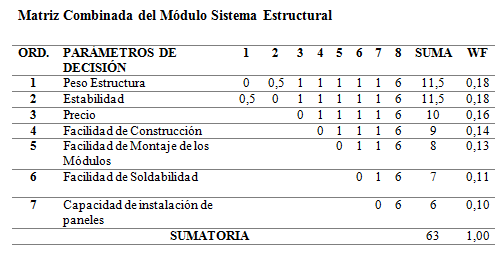 Matriz Combinada del Módulo Sistema Estructural
ORD. PARÁMETROS DE DECISIÓN 1 2 3 4 5 6 7 8 SUMA WF
1 Peso Estructura 0 0,5 1 1 1 1 1 6 11,5 0,18
2 Estabilidad 0,5 0 1 1 1 1 1 6 11,5 0,18
3 Precio 0 1 1 1 1 6 10 0,16
4 Facilidad de Construcción 0 1 1 1 6 9 0,14
5 Facilidad de Montaje de los Módulos 0 1 1 6 8 0,13
6 Facilidad de Soldabilidad 0 1 6 7 0,11
7 Capacidad de instalación de paneles 0 6 6 0,10
SUMATORIA 63 1,00